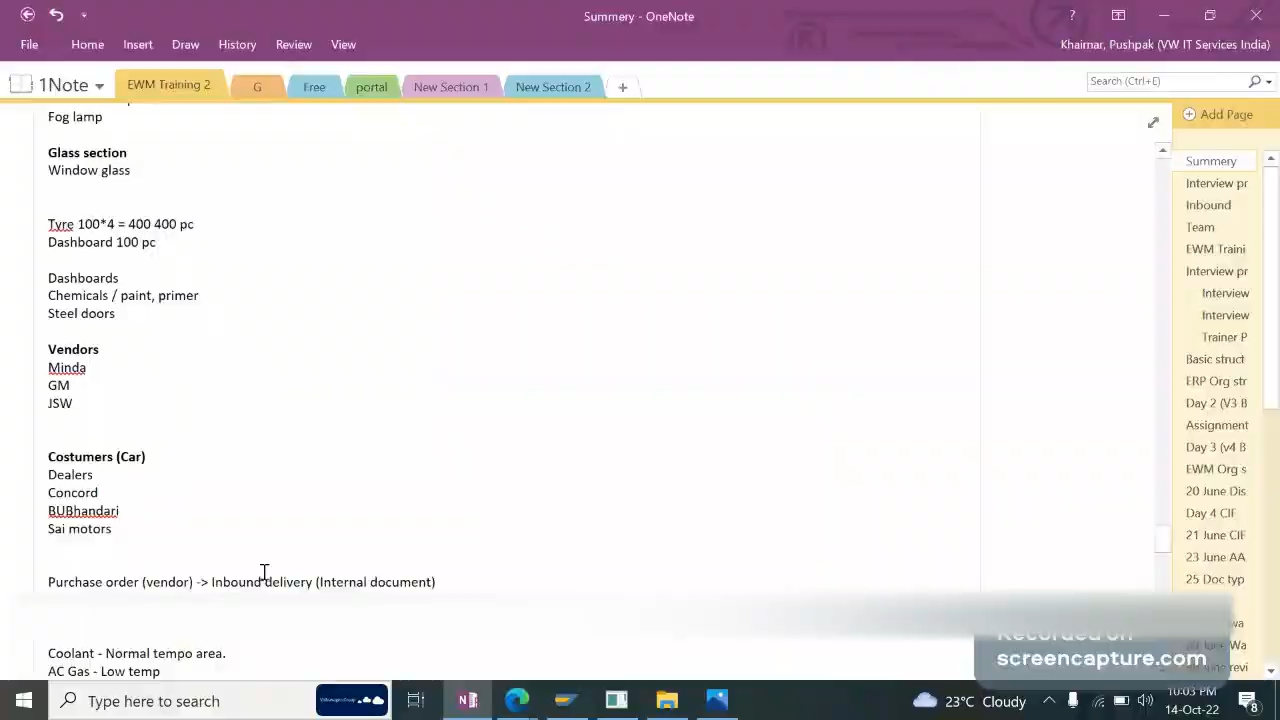 Summery - OneNote
?
File
Home
Insert
Draw
History
Review
View
Khairnar, Pushpak (VW IT Services India)
1Note
EWM Training 2
G
Free
portal
New Section 1
New Section 2
+
Search (Ctrl+E)
Add Page
Fog lamp
Glass section
Window glass
Tyre 100*4 = 400 400 pc
Dashboard 100 pc
Dashboards
Chemicals / paint, primer
Steel doors
Vendors
Minda
GM
JSW
Costumers (Car)
Dealers
Concord
BUBhandari
Sai motors
Purchase order (vendor) -> Inbound delivery (Internal document)
Coolant - Normal tempo area.
AC Gas - Low temp
Summery
Interview pr
Inbound
Team
EWM Traini
Interview pr
Interview
Interview
Trainer P
Basic struct
ERP Org str
Day 2 (V3 B
Assignment
Day 3 (v4 B
EWM Org s
20 June Dis
Day 4 CIF
21 June CIF
23 June AA
25 Doc typ
Recorded on
screencapture.com
Type here to search
23°C Cloudy
10:03 PM
14-Oct-22
8